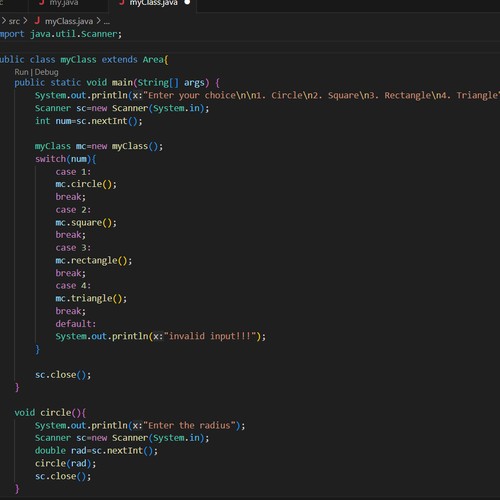 my.java myClass.java
> src > myClass.java > ...
mport java.util.Scanner;
ublic class myClass extends Area{
Run | Debug
public static void main(String[] args) {
System.out.println(x:"Enter your choice\n\n1. Circle\n2. Square\n3. Rectangle\n4. Triangle"
Scanner sc=new Scanner(System.in);
int num=sc.nextInt();
myClass mc=new myClass();
switch(num){
case 1:
mc.circle();
break;
case 2:
mc.square();
break;
case 3:
mc.rectangle();
break;
case 4:
mc.triangle();
break;
default:
System.out.println(x:"invalid input!!!");
}
sc.close();
}
void circle(){
System.out.println(x:"Enter the radius");
Scanner sc=new Scanner(System.in);
double rad=sc.nextInt();
circle(rad);
sc.close();
}